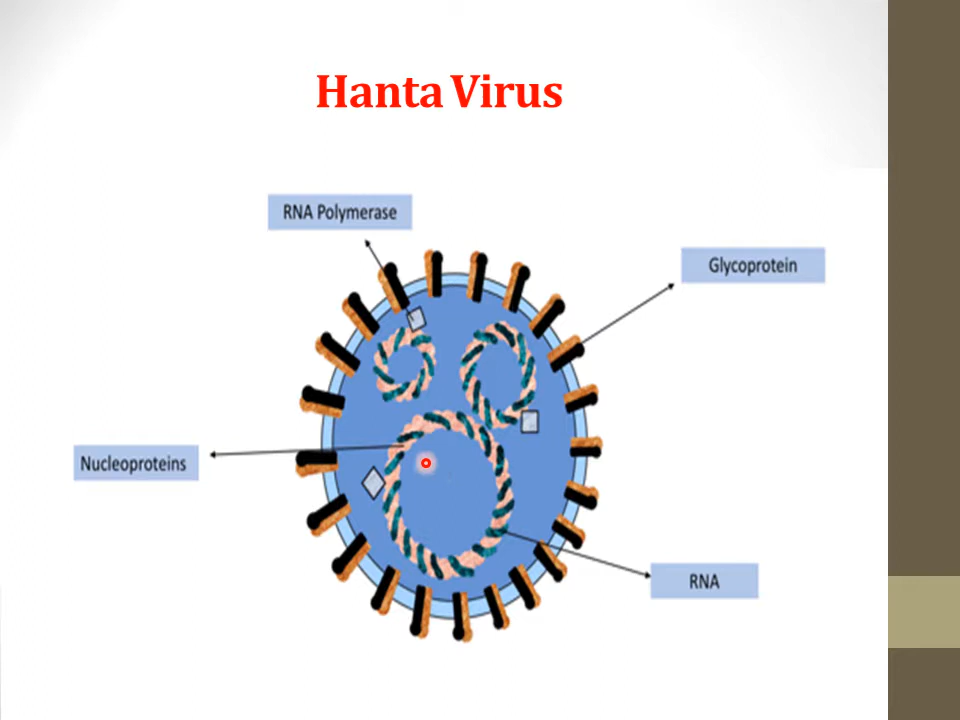 Hanta Virus
RNA Polymerase
Glycoprotein
Nucleoproteins
RNA